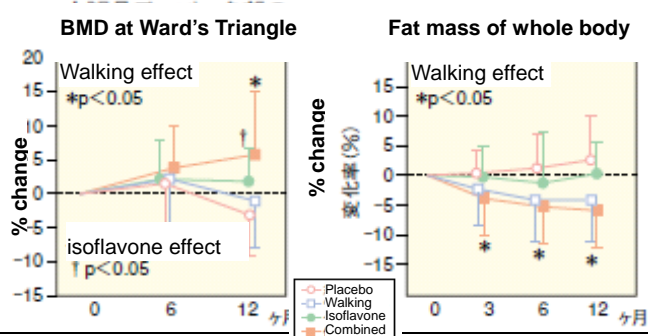 BMD at Ward's Triangle
20
15
10
5
0
−5
−10
−15
% change
Walking effect
*p<0.05
*
†
isoflavone effect
† p<0.05
0
6
12
ケ月
Fat mass of whole body
% change
変化率(%)
15
10
5
0
−5
−10
−15
Walking effect
*p<0.05
*
*
*
0
3
6
12
ケ月
Placebo
Walking
Isoflavone
Combined